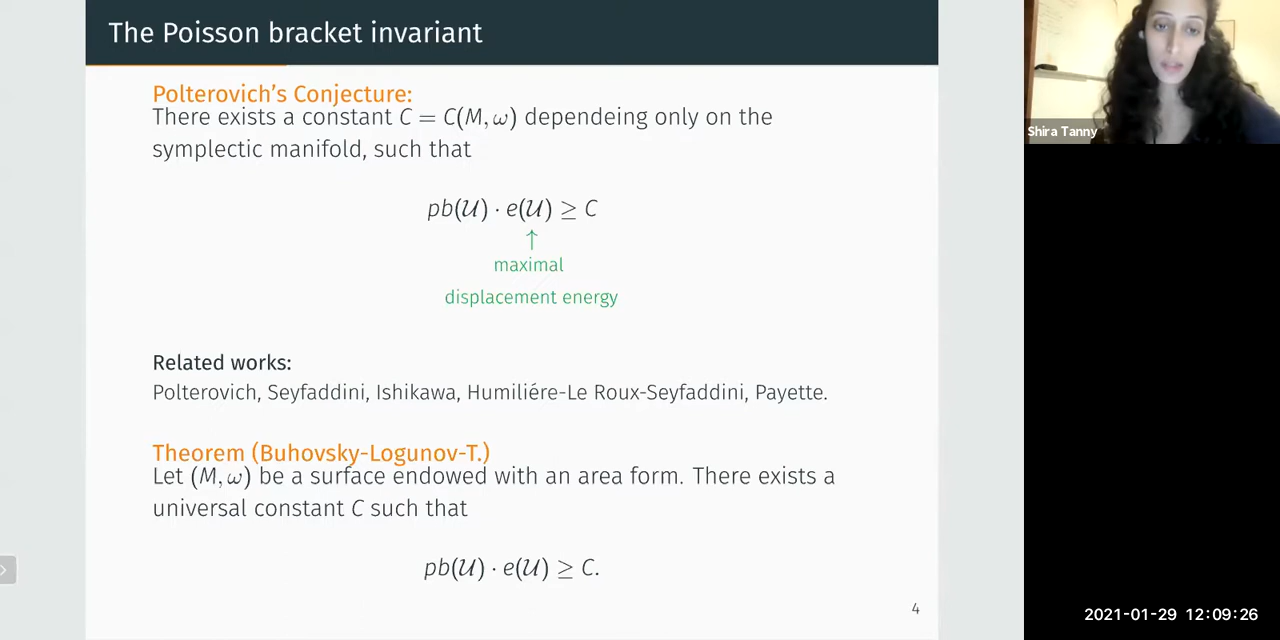 The Poisson bracket invariant
Polterovich's Conjecture:
There exists a constant C = C(M, ω) dependeing only on the
symplectic manifold, such that
pb(𝒰) · e(𝒰) ≥ C
↑
maximal
displacement energy
Related works:
Polterovich, Seyfaddini, Ishikawa, Humiliére-Le Roux-Seyfaddini, Payette.
Theorem (Buhovsky-Logunov-T.)
Let (M, ω) be a surface endowed with an area form. There exists a
universal constant C such that
pb(𝒰) · e(𝒰) ≥ C.
4
Shira Tanny
2021-01-29 12:09:26